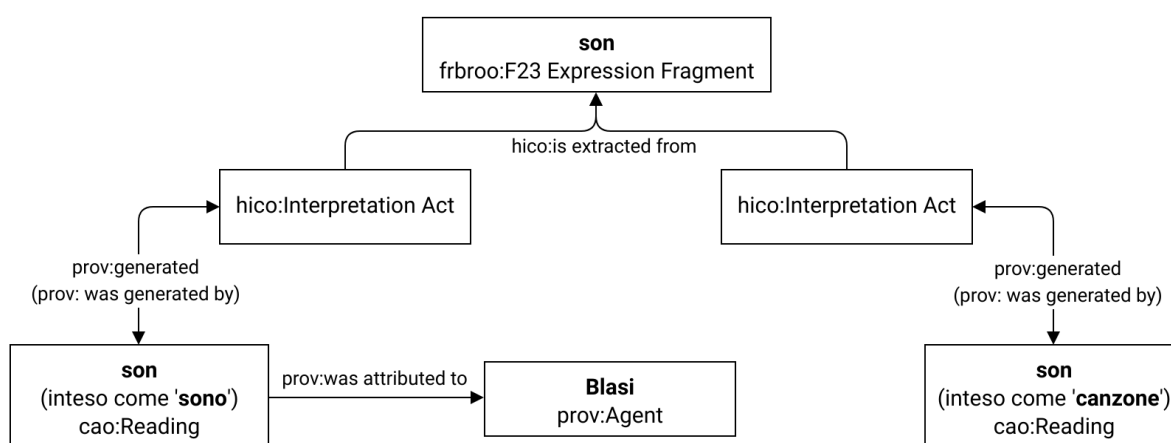 son
frbroo:F23 Expression Fragment
hico:is extracted from
hico:Interpretation Act
hico:Interpretation Act
prov:generated
(prov: was generated by)
prov:generated
(prov: was generated by)
son
(inteso come 'sono')
cao:Reading
prov:was attributed to
Blasi
prov:Agent
son
(inteso come 'canzone')
cao:Reading